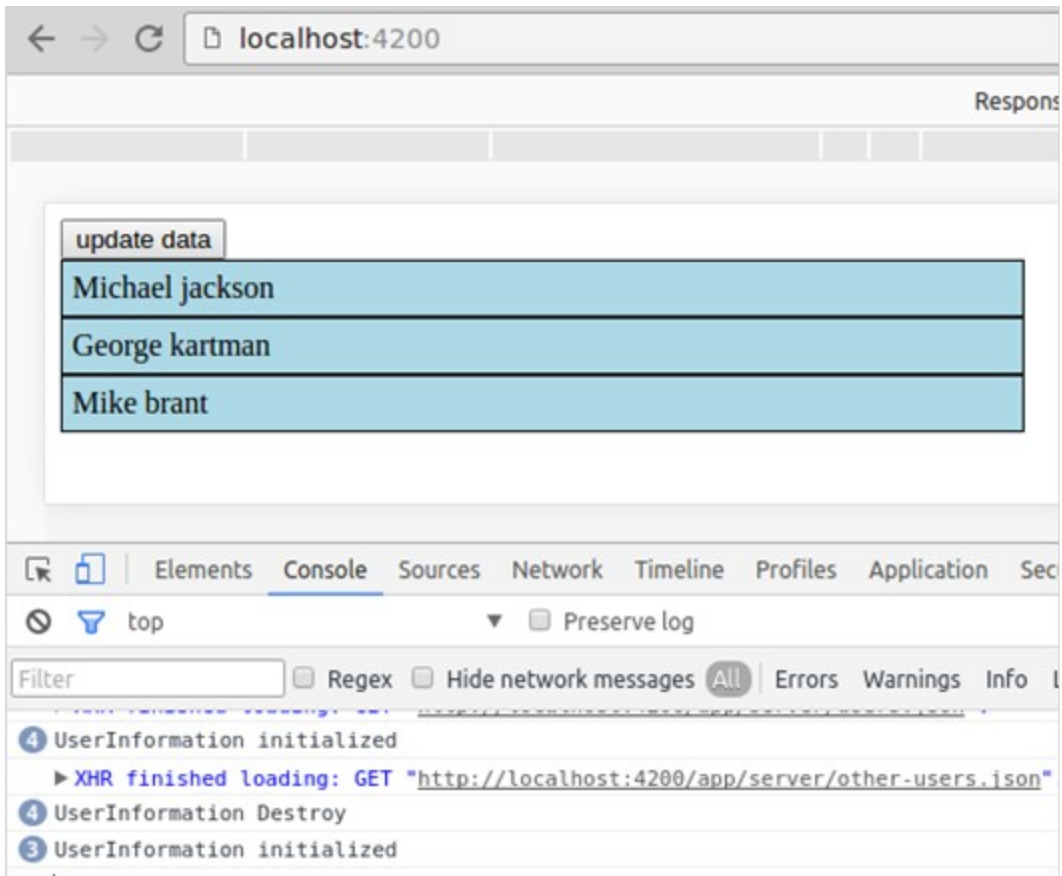 localhost:4200
Respons
update data
Michael jackson
George kartman
Mike brant
Elements Console Sources Network Timeline Profiles Application Sec
top Preserve log
Filter Regex Hide network messages All Errors Warnings Info
4 UserInformation initialized
XHR finished loading: GET "http://localhost:4200/app/server/other-users.json"
4 UserInformation Destroy
3 UserInformation initialized